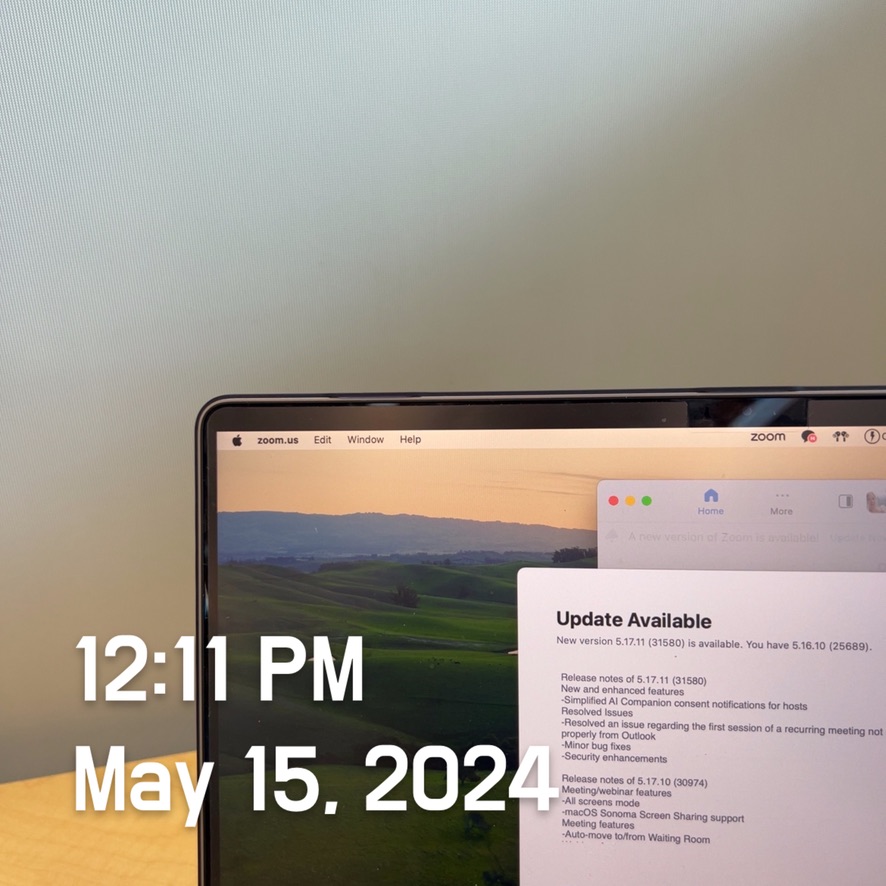 zoom.us Edit Window Help
zoom
Home
More
A new version of Zoom is available!
Update Available
New version 5.17.11 (31580) is available. You have 5.16.10 (25689).
Release notes of 5.17.11 (31580)
New and enhanced features
-Simplified AI Companion consent notifications for hosts
Resolved Issues
-Resolved an issue regarding the first session of a recurring meeting not
properly from Outlook
-Minor bug fixes
-Security enhancements
Release notes of 5.17.10 (30974)
Meeting/webinar features
-All screens mode
-macOS Sonoma Screen Sharing support
Meeting features
-Auto-move to/from Waiting Room
12:11 PM
May 15, 2024